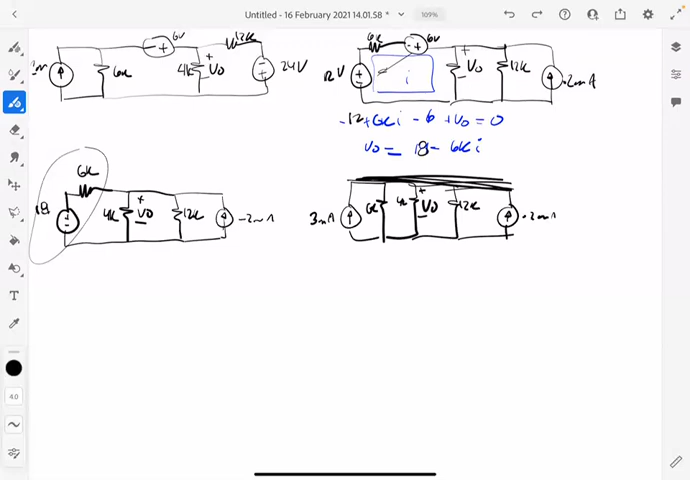 Untitled - 16 February 2021 14.01.58 *
109%
6V
12k
6k
4k
+
Vo
-
24V
6k
6V
12V
i
+
Vo
-
12k
-2mA
-12+6ki - 6 + Vo = 0
Vo = 18 - 6ki
18
6k
4k
+
Vo
-
12k
-2mA
3mA
6k
4k
+
Vo
-
12k
-2mA
T
4.0